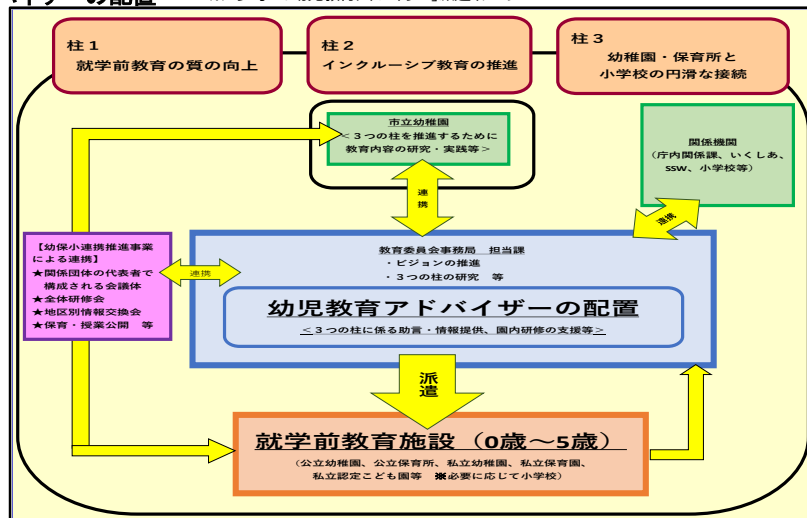 イザーの配置
柱１
就学前教育の質の向上
柱２
インクルーシブ教育の推進
柱３
幼稚園・保育所と
小学校の円滑な接続
市立幼稚園
＜３つの柱を推進するために
教育内容の研究・実践等＞
関係機関
（庁内関係課、いくしあ、
SSW、小学校等）
連携
連携
【幼保小連携推進事業
による連携】
★関係団体の代表者で
構成される会議体
★全体研修会
★地区別情報交換会
★保育・授業公開　等
連携
教育委員会事務局　担当課
・ビジョンの推進
・３つの柱の研究　等
幼児教育アドバイザーの配置
＜３つの柱に係る助言・情報提供、園内研修の支援等＞
派遣
就学前教育施設（0歳～5歳）
（公立幼稚園、公立保育所、私立幼稚園、私立保育園、
私立認定こども園等　※必要に応じて小学校）